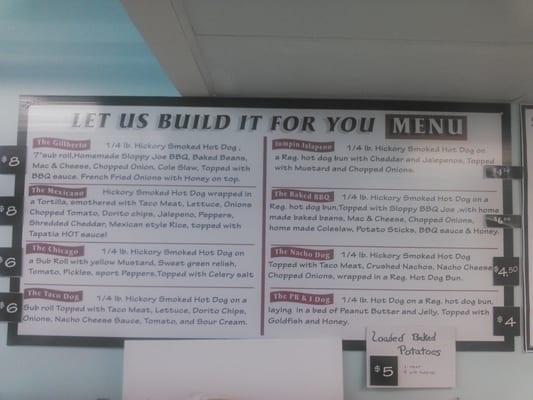 LET US BUILD IT FOR YOU MENU
The Gilberto 1/4 lb. Hickory Smoked Hot Dog,
7"sub roll,Homemade Sloppy Joe BBQ, Baked Beans,
Mac & Cheese, Chopped Onion, Cole Slaw, Topped with
BBQ sauce. French Fried Onions with Honey on top.
$8
The Mexicano Hickory Smoked Hot Dog wrapped in
a Tortilla, smothered with Taco Meat, Lettuce, Onions
Chopped Tomato, Dorito chips, Jalapeno, Peppers,
Shredded Cheddar, Mexican style Rice, topped with
Tapatia HOT sauce!
$8
The Chicago 1/4 lb. Hickory Smoked Hot Dog on
a Sub Roll with yellow Mustard, Sweet green relish,
Tomato, Pickles, sport Peppers,Topped with Celery salt
$6
The Taco Dog 1/4 lb. Hickory Smoked Hot Dog on a
Sub roll Topped with Taco Meat, Lettuce, Dorito Chips,
Onions, Nacho Cheese Sauce, Tomato, and Sour Cream.
$6
Jumpin Jalapeno 1/4 lb. Hickory Smoked Hot Dog
on a Reg. hot dog bun with Cheddar and Jalepenos, Topped
with Mustard and Chopped Onions.
The Baked BBQ 1/4 lb. Hickory Smoked Hot Dog on a
Reg. hot dog bun,Topped with Sloppy BBQ Joe ,with home
made baked beans, Mac & Cheese, Chopped Onions,
home made Coleslaw, Potato Sticks, BBQ sauce & Honey.
The Nacho Dog 1/4 lb. Hickory Smoked Hot Dog
Topped with Taco Meat, Crushed Nachos, Nacho Cheese
Chopped Onions, wrapped in a Reg. Hot Dog Bun.
$4.50
The PB & J Dog 1/4 lb. Hot Dog on a Reg. hot dog bun,
laying in a bed of Peanut Butter and Jelly. Topped with
Goldfish and Honey.
$4
Loaded Baked
Potatoes
$5